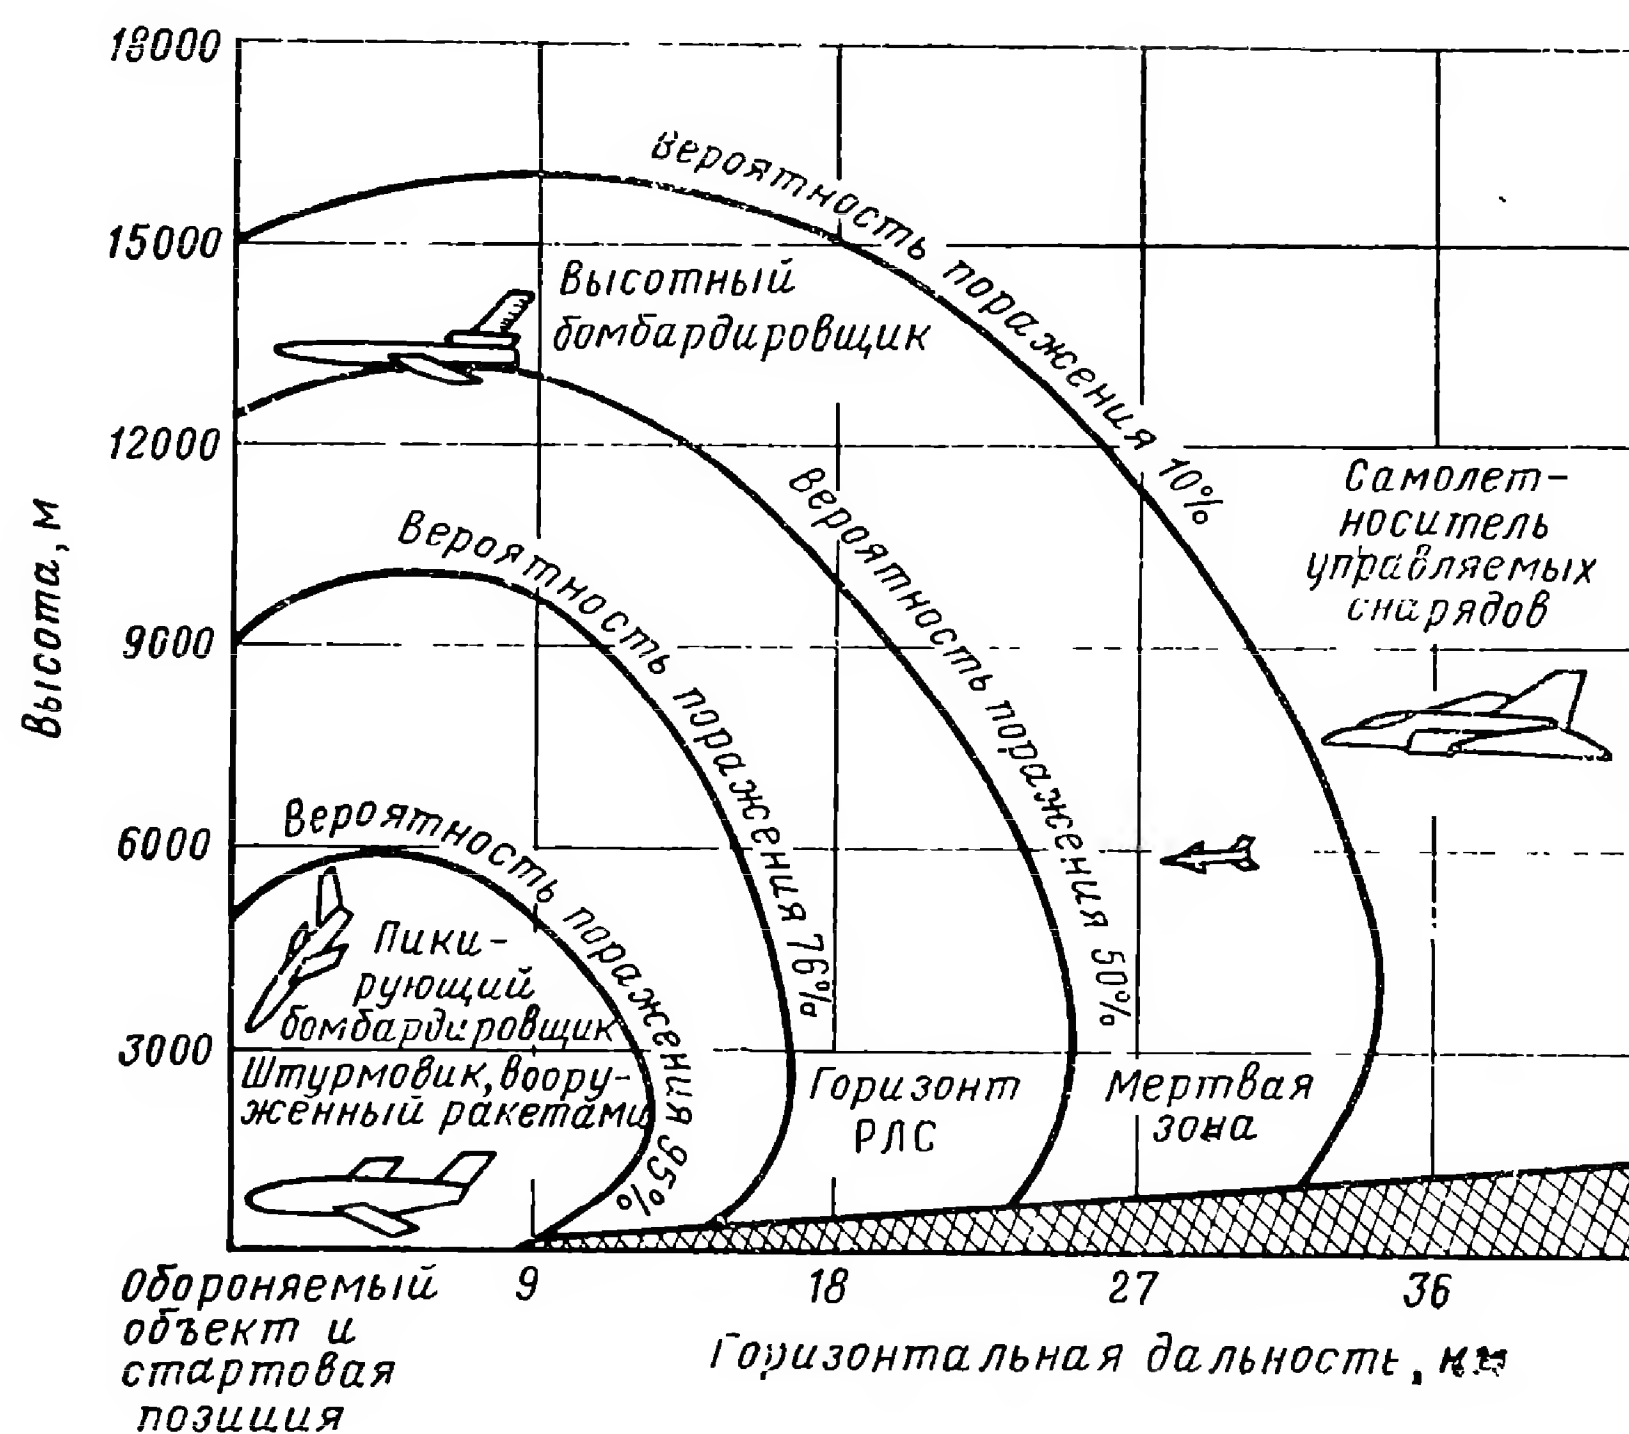 18000
Вероятность поражения 10%
15000
Высотный
бомбардировщик
12000
Вероятность поражения 50%
Самолет-
носитель
управляемых
снарядов
Вероятность поражения 76%
Высота, м
9000
Вероятность поражения 95%
6000
Пики-
рующий
бомбардировщик
3000
Штурмовик, воору-
женный ракетами
Горизонт
РЛС
Мертвая
зона
9
18
27
36
Обороняемый
объект и
стартовая
позиция
Горизонтальная дальность, км